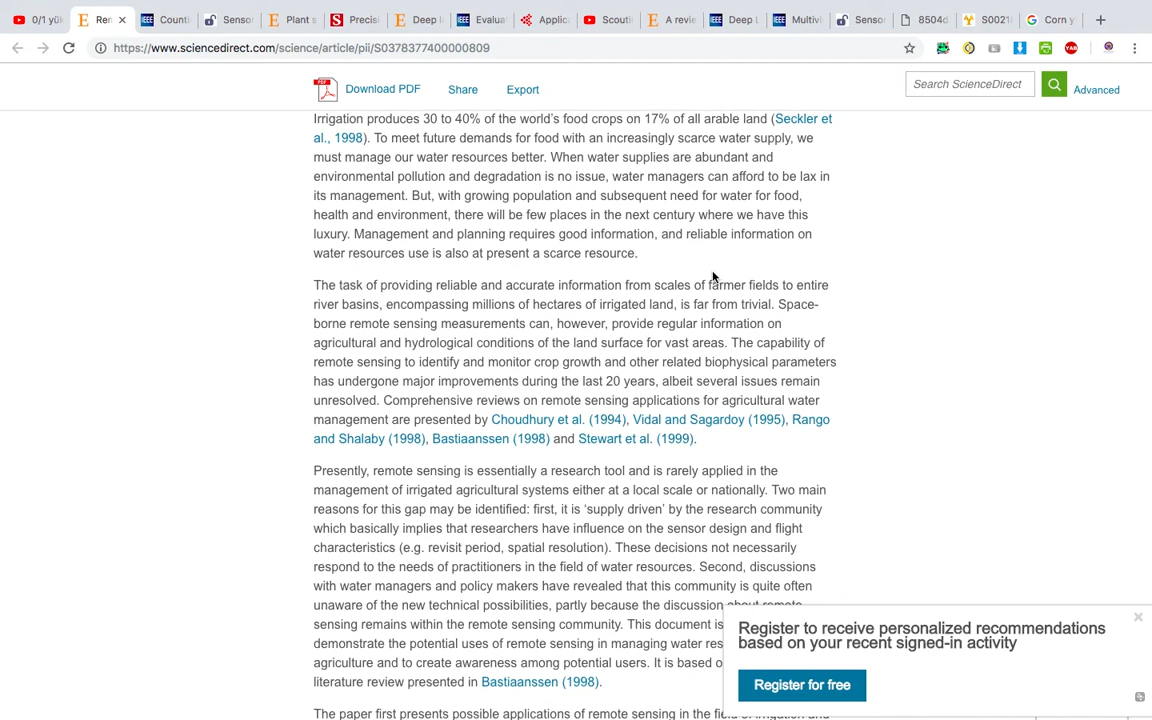 0/1 yük
Ren
Counti
Sensor
Plant s
Precis
Deep l
Evalua
Applic
Scouti
A revie
Deep L
Multivi
Sensor
8504d
S0021
Corn y
https://www.sciencedirect.com/science/article/pii/S0378377400000809
YAB
PDF
Download PDF
Share
Export
Search ScienceDirect
Advanced
Irrigation produces 30 to 40% of the world's food crops on 17% of all arable land (Seckler et
al., 1998). To meet future demands for food with an increasingly scarce water supply, we
must manage our water resources better. When water supplies are abundant and
environmental pollution and degradation is no issue, water managers can afford to be lax in
its management. But, with growing population and subsequent need for water for food,
health and environment, there will be few places in the next century where we have this
luxury. Management and planning requires good information, and reliable information on
water resources use is also at present a scarce resource.
The task of providing reliable and accurate information from scales of farmer fields to entire
river basins, encompassing millions of hectares of irrigated land, is far from trivial. Space-
borne remote sensing measurements can, however, provide regular information on
agricultural and hydrological conditions of the land surface for vast areas. The capability of
remote sensing to identify and monitor crop growth and other related biophysical parameters
has undergone major improvements during the last 20 years, albeit several issues remain
unresolved. Comprehensive reviews on remote sensing applications for agricultural water
management are presented by Choudhury et al. (1994), Vidal and Sagardoy (1995), Rango
and Shalaby (1998), Bastiaanssen (1998) and Stewart et al. (1999).
Presently, remote sensing is essentially a research tool and is rarely applied in the
management of irrigated agricultural systems either at a local scale or nationally. Two main
reasons for this gap may be identified: first, it is ‘supply driven’ by the research community
which basically implies that researchers have influence on the sensor design and flight
characteristics (e.g. revisit period, spatial resolution). These decisions not necessarily
respond to the needs of practitioners in the field of water resources. Second, discussions
with water managers and policy makers have revealed that this community is quite often
unaware of the new technical possibilities, partly because the discussion about remote
sensing remains within the remote sensing community. This document is
demonstrate the potential uses of remote sensing in managing water res
agriculture and to create awareness among potential users. It is based o
literature review presented in Bastiaanssen (1998).
The paper first presents possible applications of remote sensing in the field of irrigation and
Register to receive personalized recommendations
based on your recent signed-in activity
Register for free